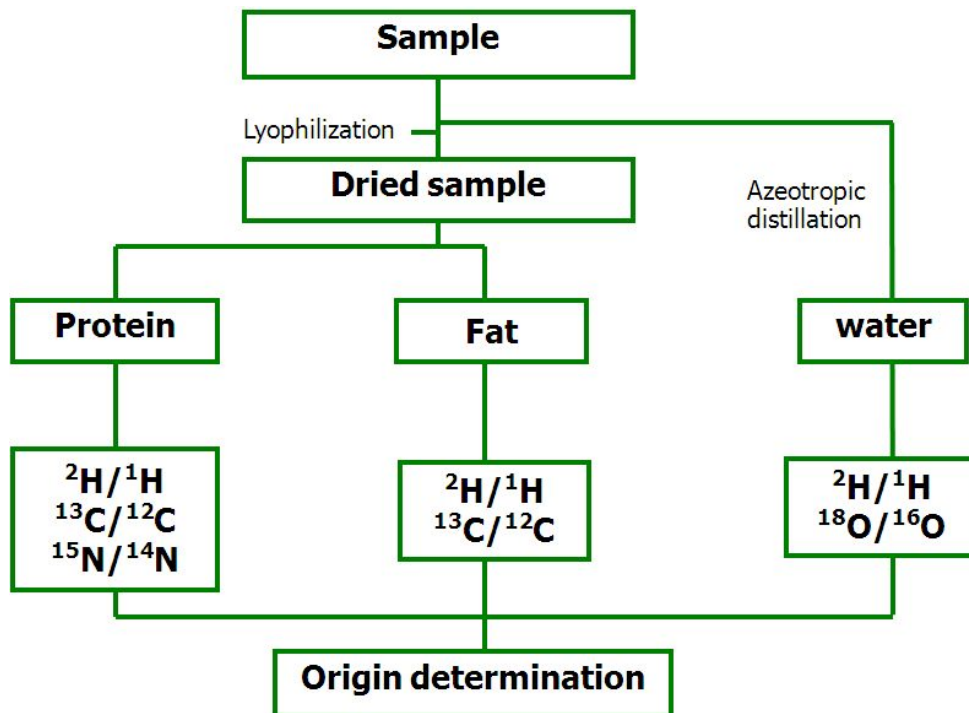 Sample
Lyophilization
Dried sample
Azeotropic
distillation
Protein
Fat
water
²H/¹H
¹³C/¹²C
¹⁵N/¹⁴N
²H/¹H
¹³C/¹²C
²H/¹H
¹⁸O/¹⁶O
Origin determination